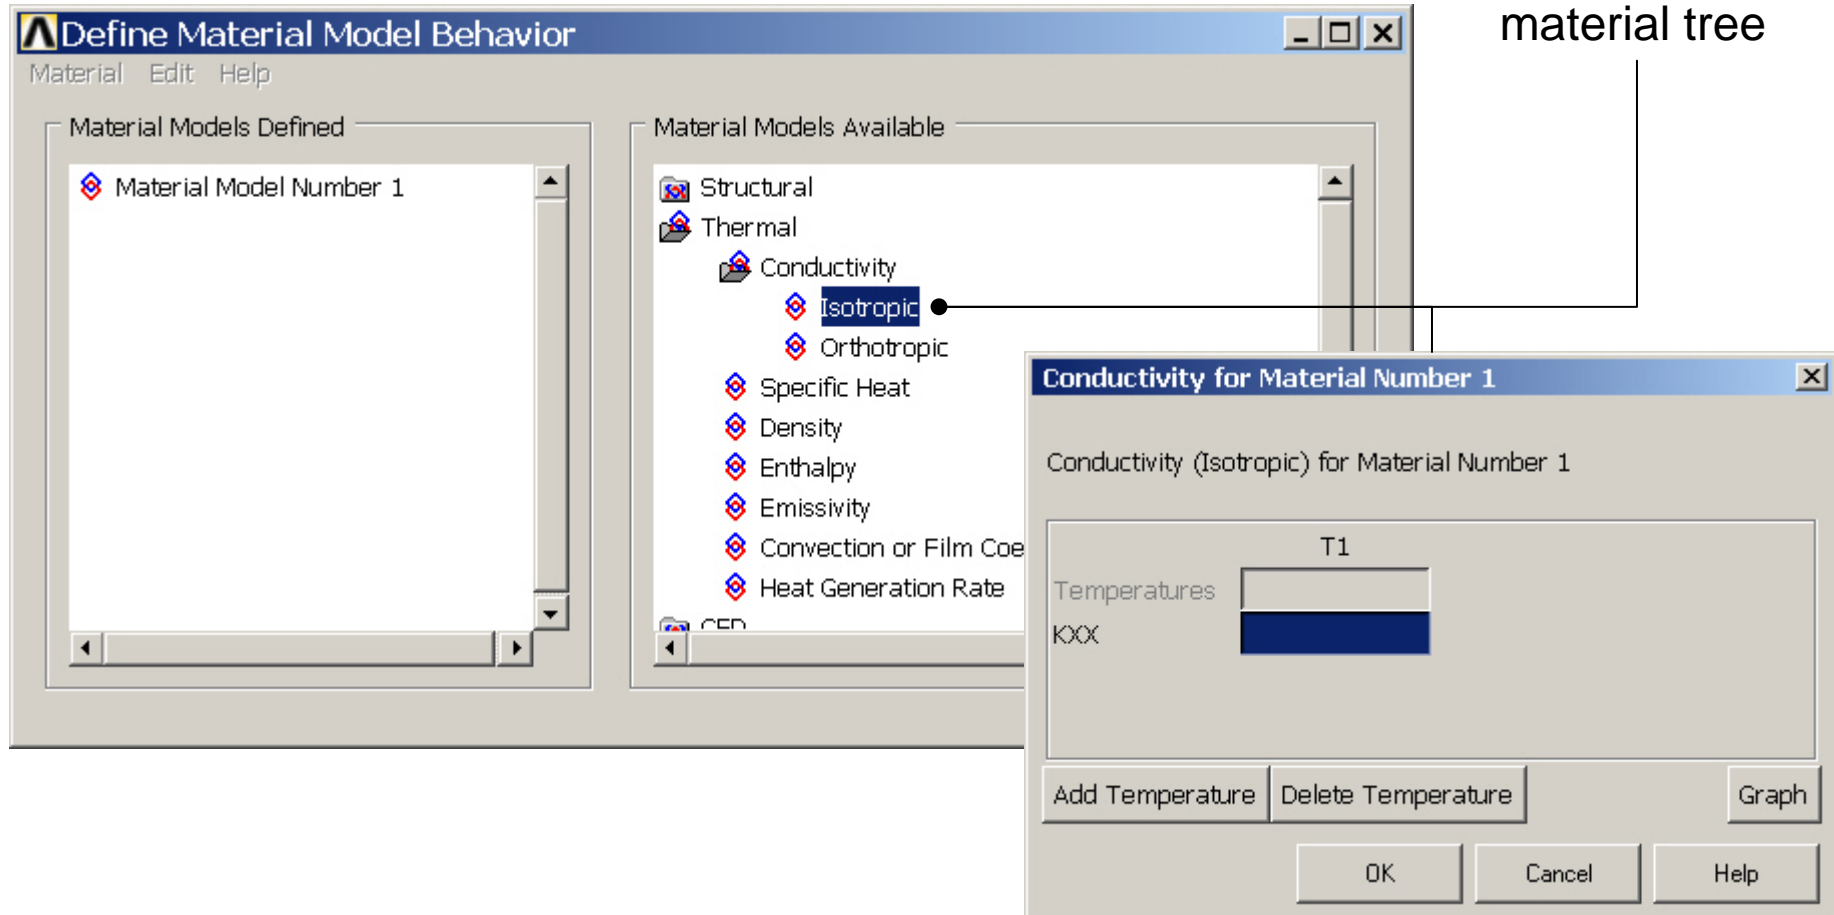 material tree
Define Material Model Behavior
Material Edit Help
Material Models Defined
Material Model Number 1
Material Models Available
Structural
Thermal
Conductivity
Isotropic
Orthotropic
Specific Heat
Density
Enthalpy
Emissivity
Convection or Film Coe
Heat Generation Rate
CFD
Conductivity for Material Number 1
Conductivity (Isotropic) for Material Number 1
T1
Temperatures
KXX
Add Temperature Delete Temperature Graph
OK Cancel Help